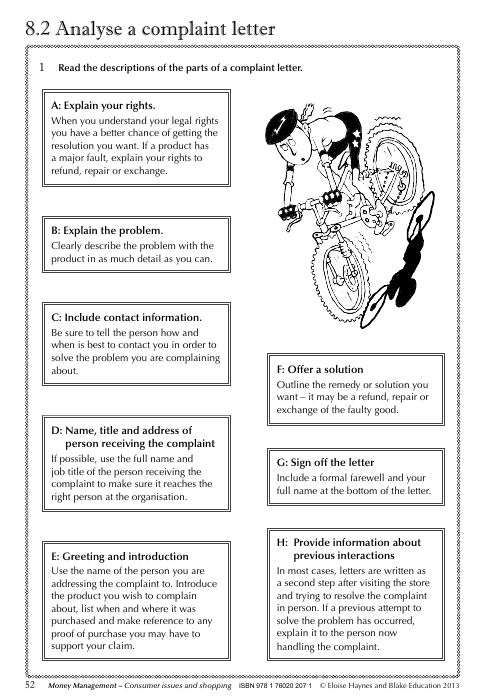 8.2 Analyse a complaint letter
1 Read the descriptions of the parts of a complaint letter.
A: Explain your rights.
When you understand your legal rights
you have a better chance of getting the
resolution you want. If a product has
a major fault, explain your rights to
refund, repair or exchange.
B: Explain the problem.
Clearly describe the problem with the
product in as much detail as you can.
C: Include contact information.
Be sure to tell the person how and
when is best to contact you in order to
solve the problem you are complaining
about.
D: Name, title and address of
person receiving the complaint
If possible, use the full name and
job title of the person receiving the
complaint to make sure it reaches the
right person at the organisation.
E: Greeting and introduction
Use the name of the person you are
addressing the complaint to. Introduce
the product you wish to complain
about, list when and where it was
purchased and make reference to any
proof of purchase you may have to
support your claim.
F: Offer a solution
Outline the remedy or solution you
want – it may be a refund, repair or
exchange of the faulty good.
G: Sign off the letter
Include a formal farewell and your
full name at the bottom of the letter.
H: Provide information about
previous interactions
In most cases, letters are written as
a second step after visiting the store
and trying to resolve the complaint
in person. If a previous attempt to
solve the problem has occurred,
explain it to the person now
handling the complaint.
52 Money Management – Consumer issues and shopping ISBN 978 1 76020 207 1 © Eloise Haynes and Blake Education 2013